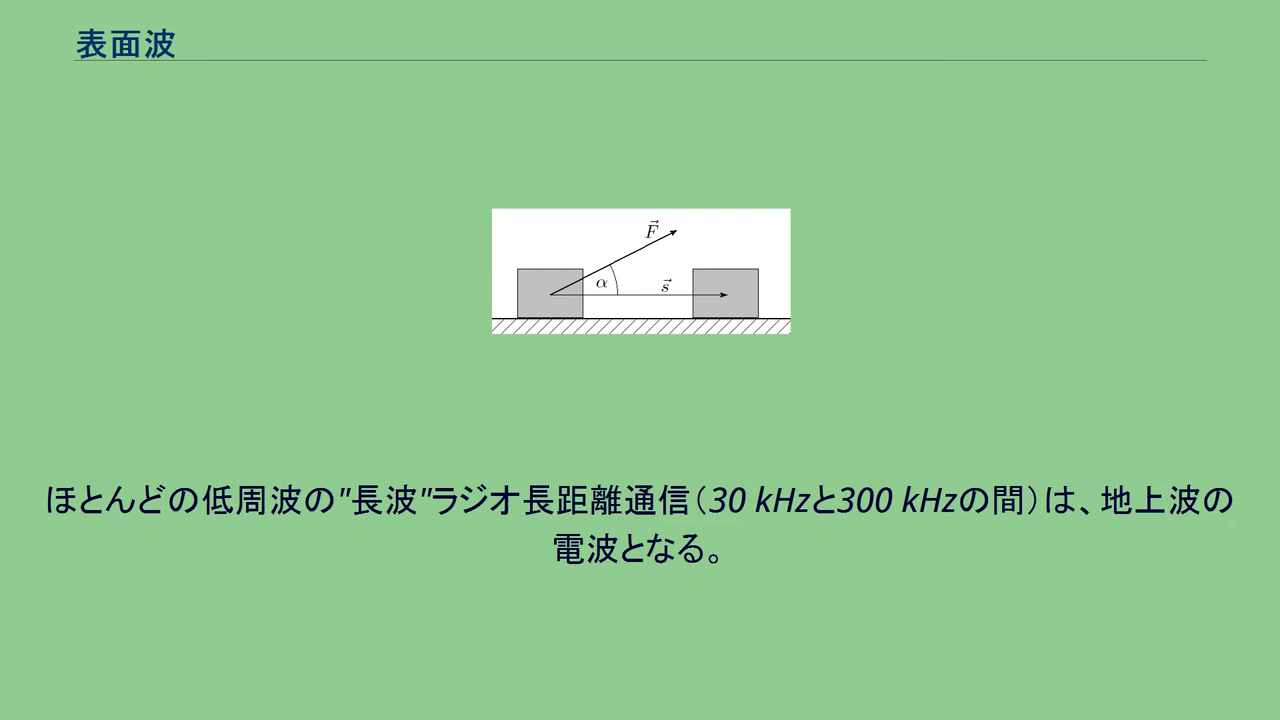 表面波
F⃗
α
s⃗
ほとんどの低周波の"長波"ラジオ長距離通信（30 kHzと300 kHzの間）は、地上波の
電波となる。